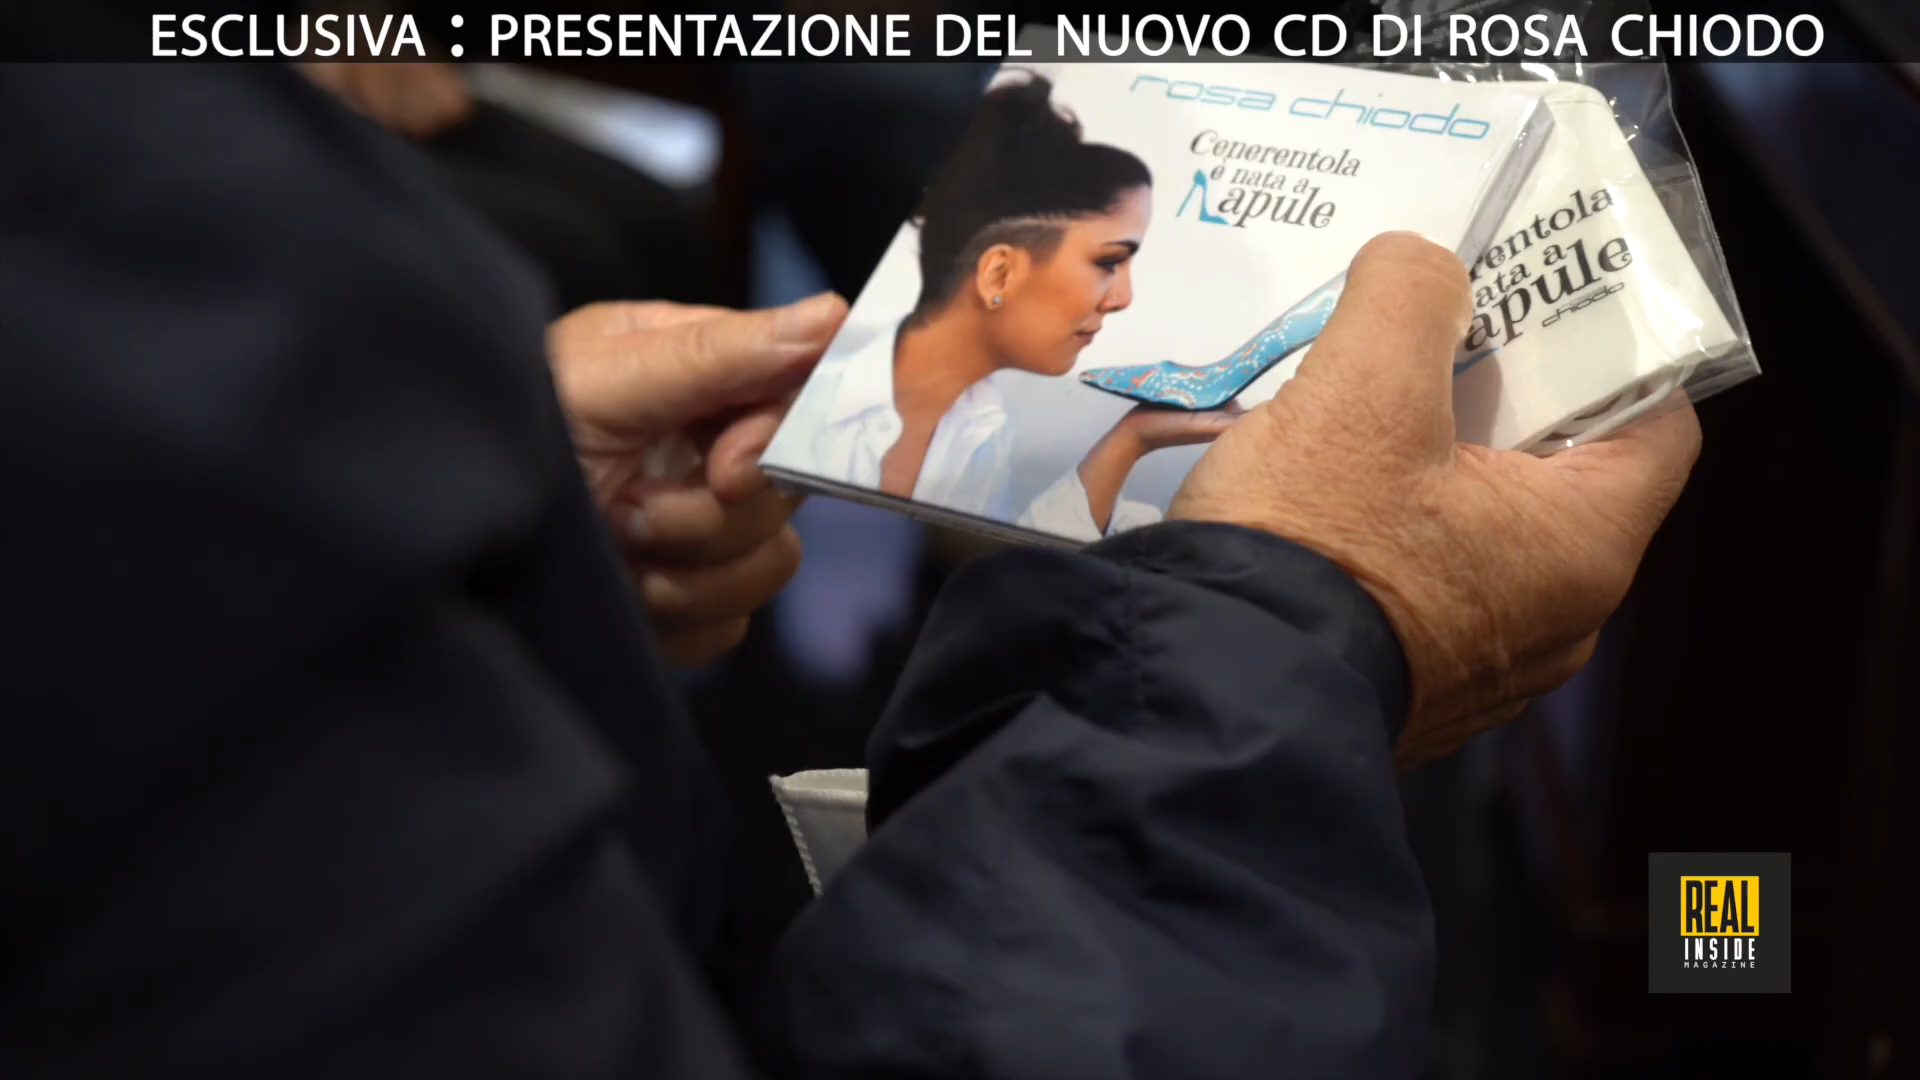 ESCLUSIVA : PRESENTAZIONE DEL NUOVO CD DI ROSA CHIODO
rosa chiodo
Cenerentola
è nata a
Napule
rentola
ata a
apule
chiodo
REAL
INSIDE
MAGAZINE